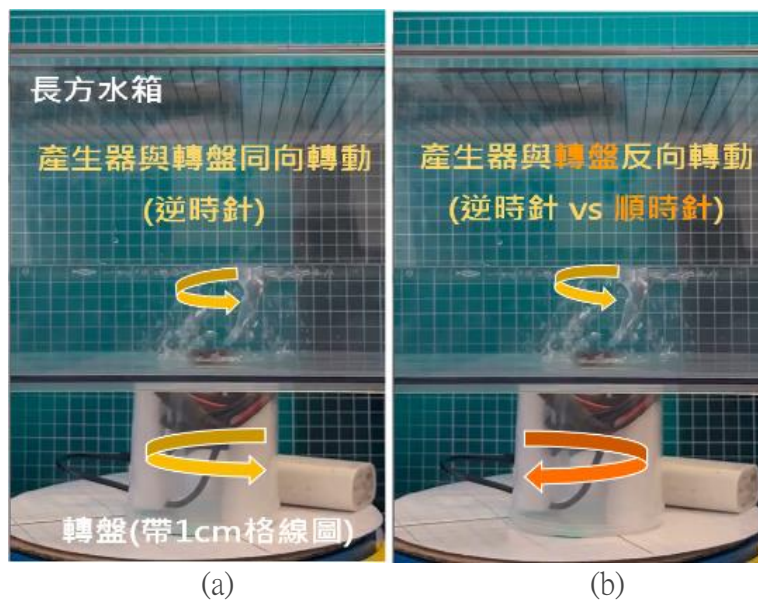 長方水箱
產生器與轉盤同向轉動
(逆時針)
轉盤(帶1cm格線圖)
(a)
產生器與轉盤反向轉動
(逆時針 vs 順時針)
(b)